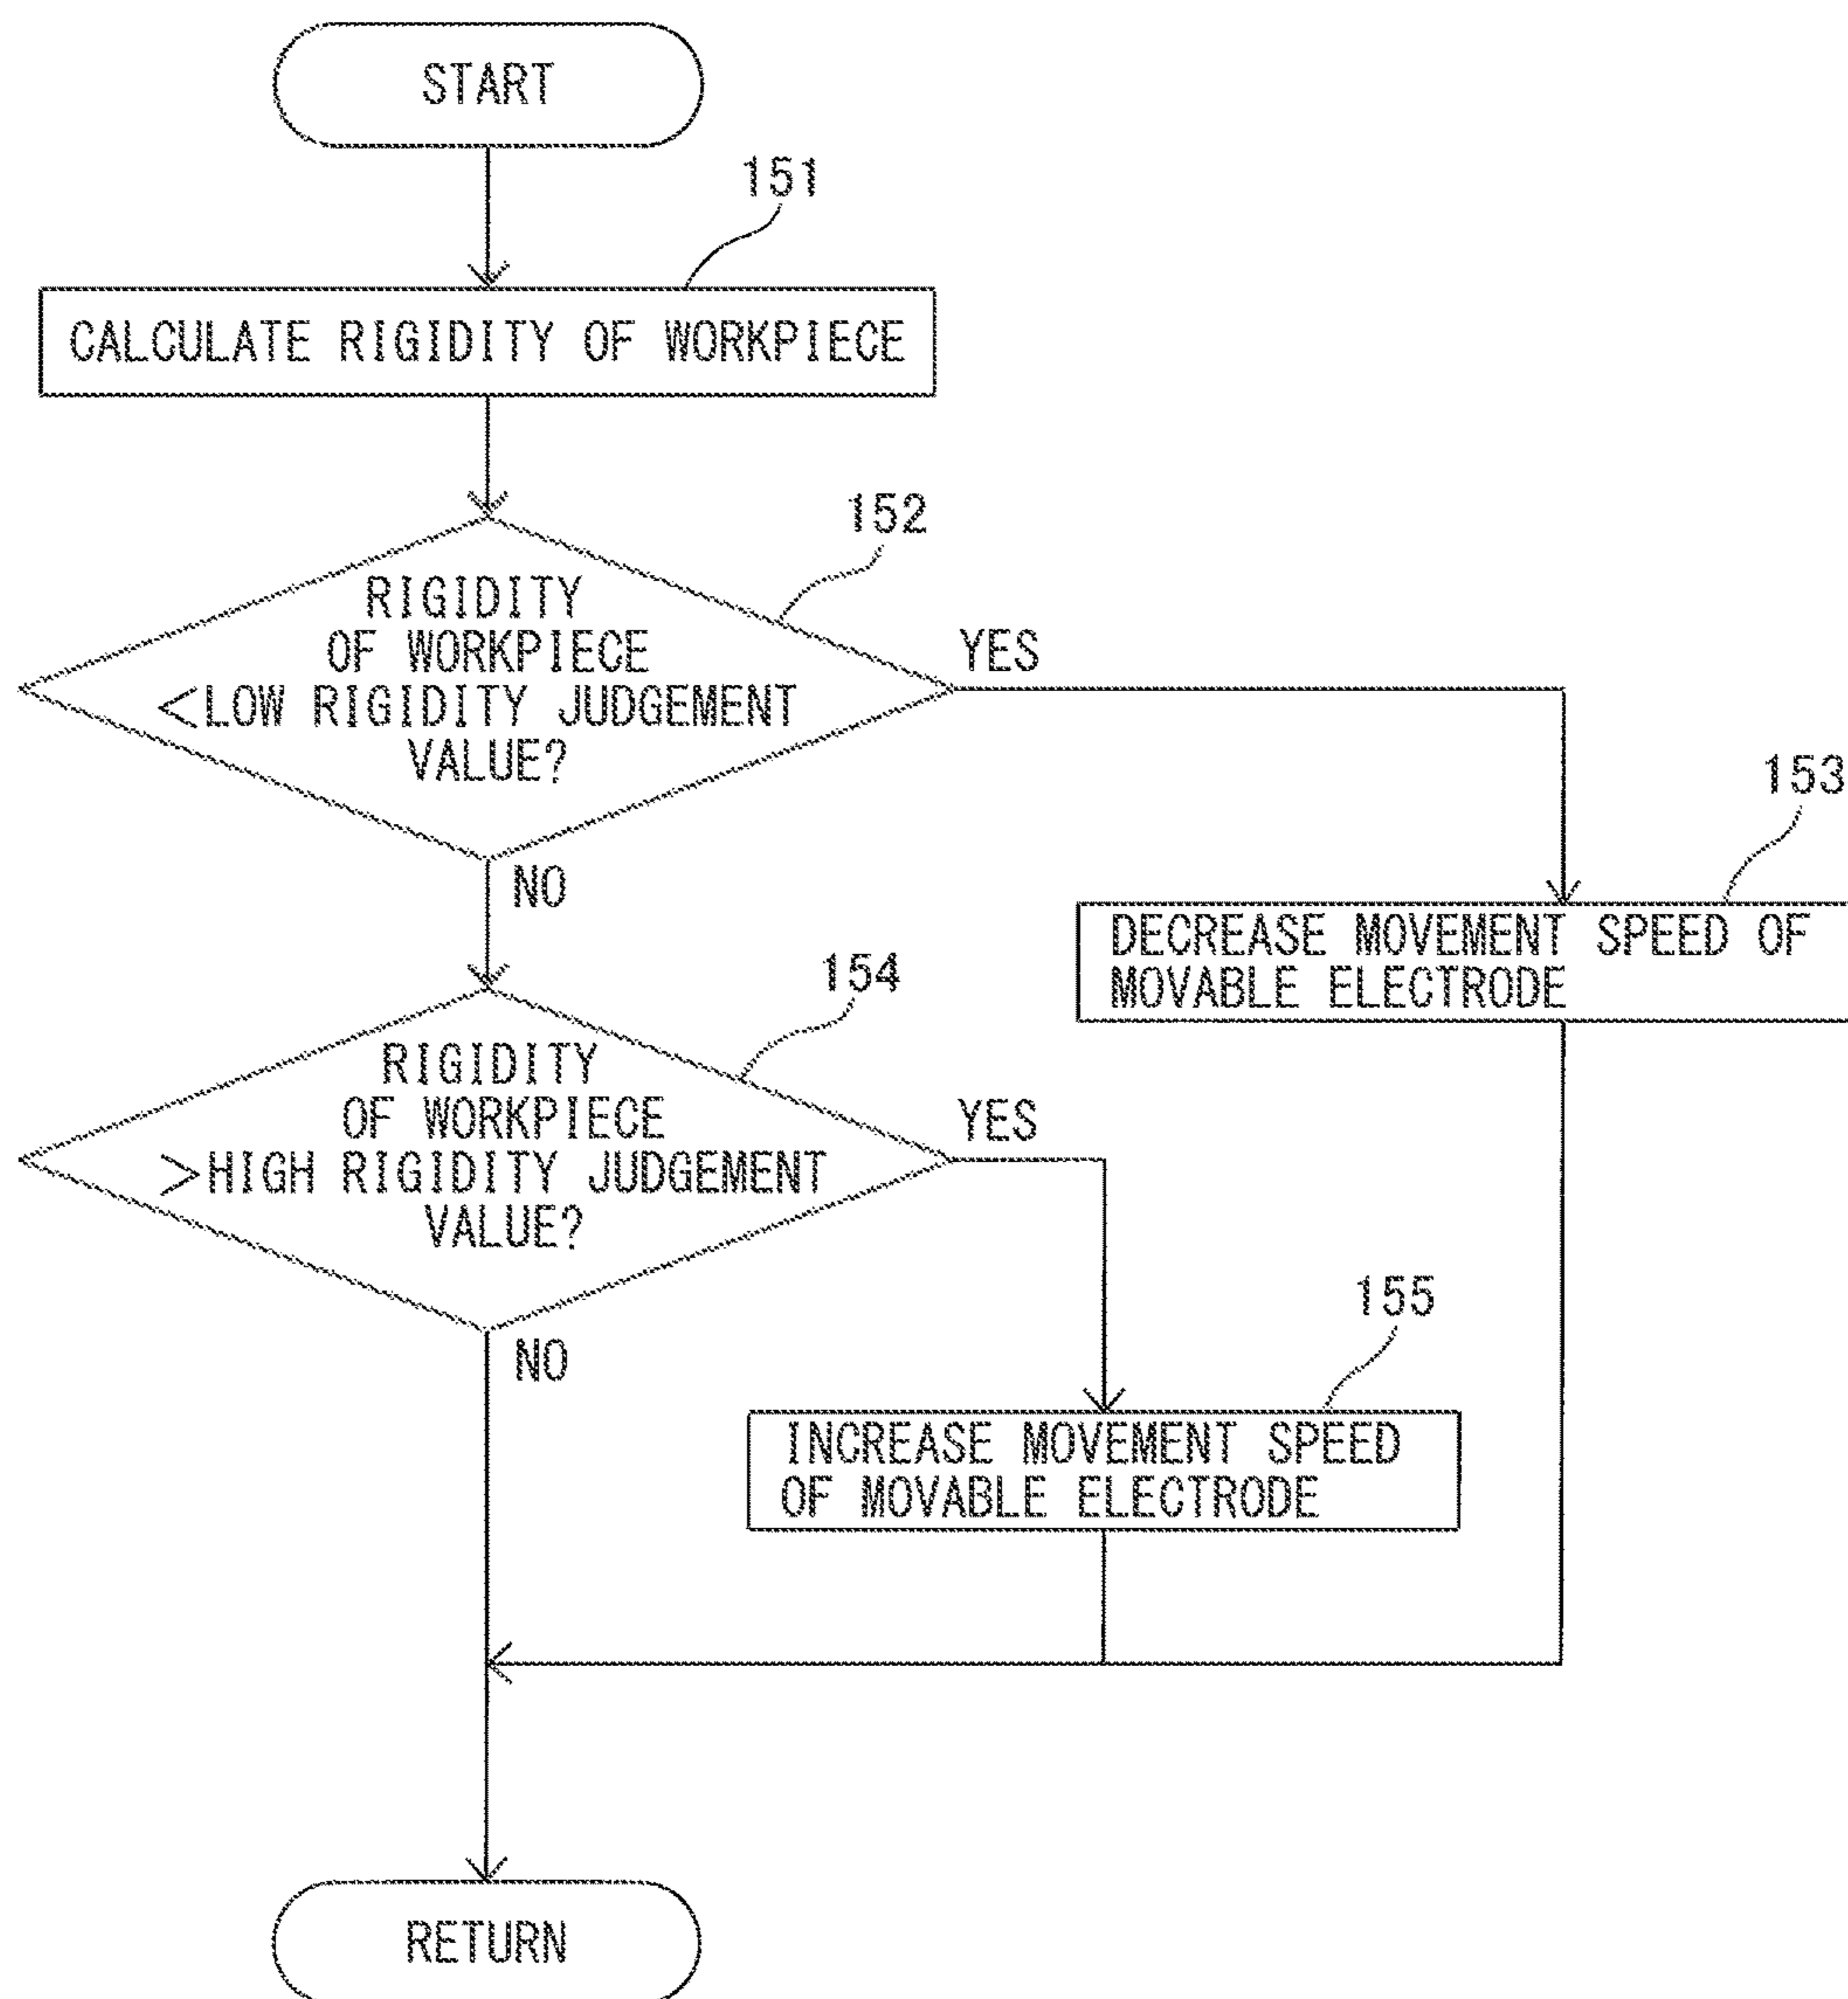 START
151
CALCULATE RIGIDITY OF WORKPIECE
152
RIGIDITY
OF WORKPIECE
<LOW RIGIDITY JUDGEMENT
VALUE?
YES
NO
153
DECREASE MOVEMENT SPEED OF
MOVABLE ELECTRODE
154
RIGIDITY
OF WORKPIECE
>HIGH RIGIDITY JUDGEMENT
VALUE?
YES
NO
155
INCREASE MOVEMENT SPEED
OF MOVABLE ELECTRODE
RETURN